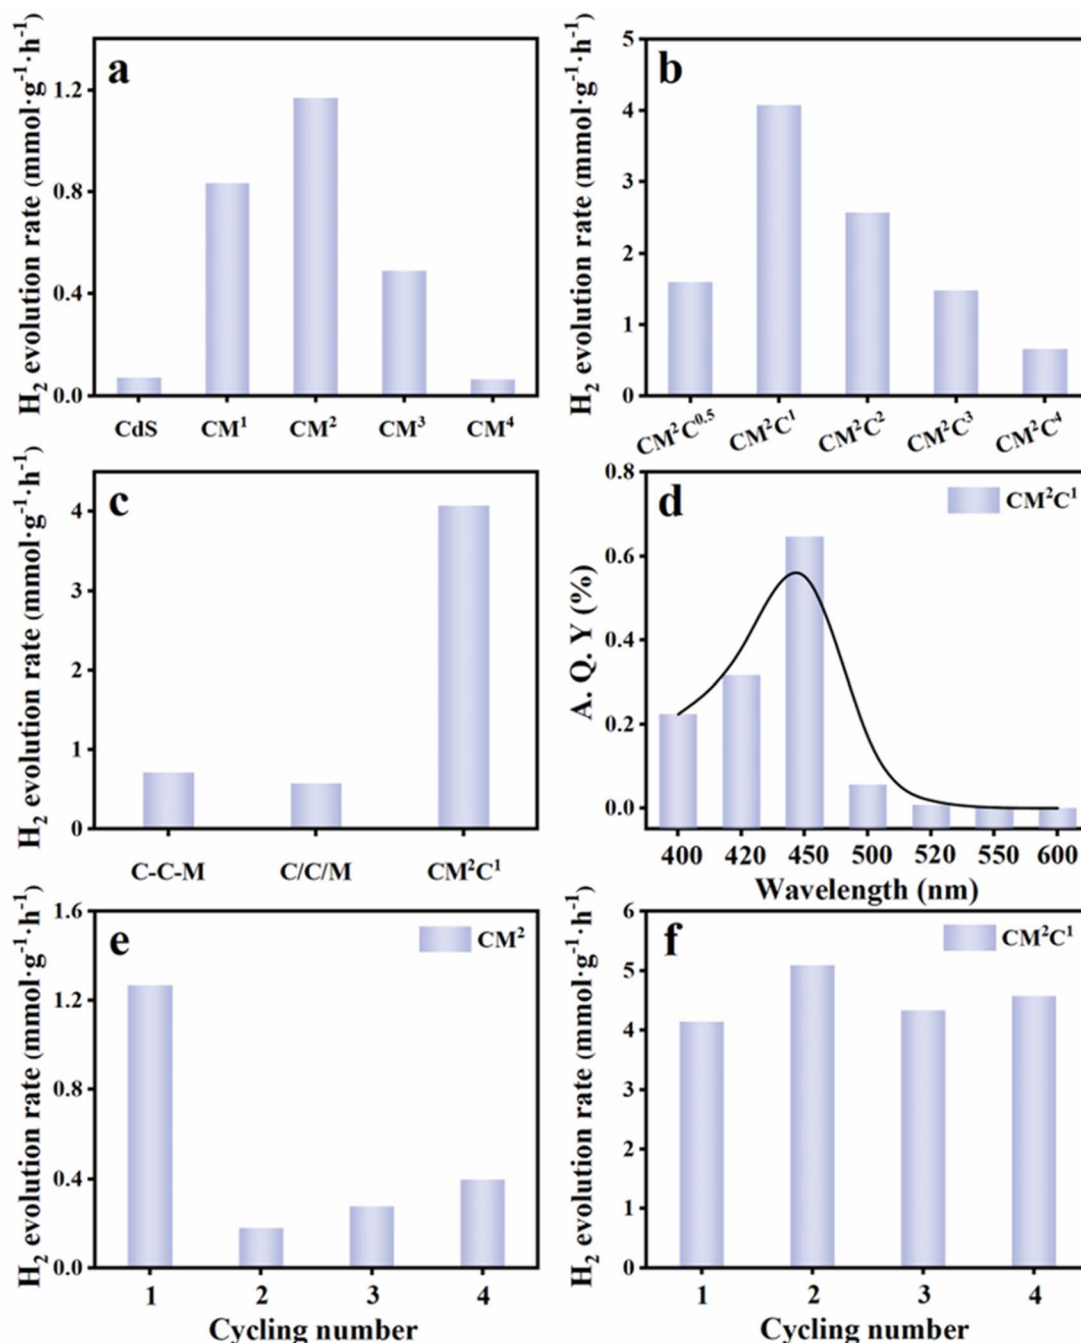 a
H₂ evolution rate (mmol·g⁻¹·h⁻¹)
1.2
0.8
0.4
0.0
CdS CM¹ CM² CM³ CM⁴
b
H₂ evolution rate (mmol·g⁻¹·h⁻¹)
5
4
3
2
1
0
CM²C⁰·⁵ CM²C¹ CM²C² CM²C³ CM²C⁴
c
H₂ evolution rate (mmol·g⁻¹·h⁻¹)
4
3
2
1
0
C-C-M C/C/M CM²C¹
d
CM²C¹
A. Q. Y (%)
0.8
0.6
0.4
0.2
0.0
400 420 450 500 520 550 600
Wavelength (nm)
e
CM²
H₂ evolution rate (mmol·g⁻¹·h⁻¹)
1.6
1.2
0.8
0.4
0.0
1 2 3 4
Cycling number
f
CM²C¹
H₂ evolution rate (mmol·g⁻¹·h⁻¹)
6
5
4
3
2
1
0
1 2 3 4
Cycling number